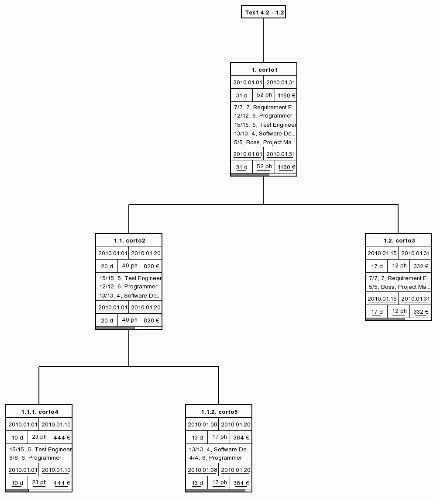 Test 4.2 - 1.2
1. corto1
2010.01.01 2010.01.31
31 d 52 ph 1160 €
7/7, 7, Requirement E..
12/12, 6, Programmer
15/15, 5, Test Engineer
13/13, 4, Software De..
5/5, Boss, Project Ma..
2010.01.01 2010.01.31
31 d 52 ph 1160 €
1.1. corto2
2010.01.01 2010.01.20
20 d 40 ph 828 €
15/15, 5, Test Engineer
12/12, 6, Programmer
13/13, 4, Software De..
2010.01.01 2010.01.20
20 d 40 ph 828 €
1.2. corto3
2010.01.15 2010.01.31
17 d 12 ph 332 €
7/7, 7, Requirement E..
5/5, Boss, Project Ma..
2010.01.15 2010.01.31
17 d 12 ph 332 €
1.1.1. corto4
2010.01.01 2010.01.10
10 d 23 ph 444 €
15/15, 5, Test Engineer
8/8, 6, Programmer
2010.01.01 2010.01.10
10 d 23 ph 444 €
1.1.2. corto5
2010.01.08 2010.01.20
13 d 17 ph 384 €
13/13, 4, Software De..
4/4, 6, Programmer
2010.01.08 2010.01.20
13 d 17 ph 384 €